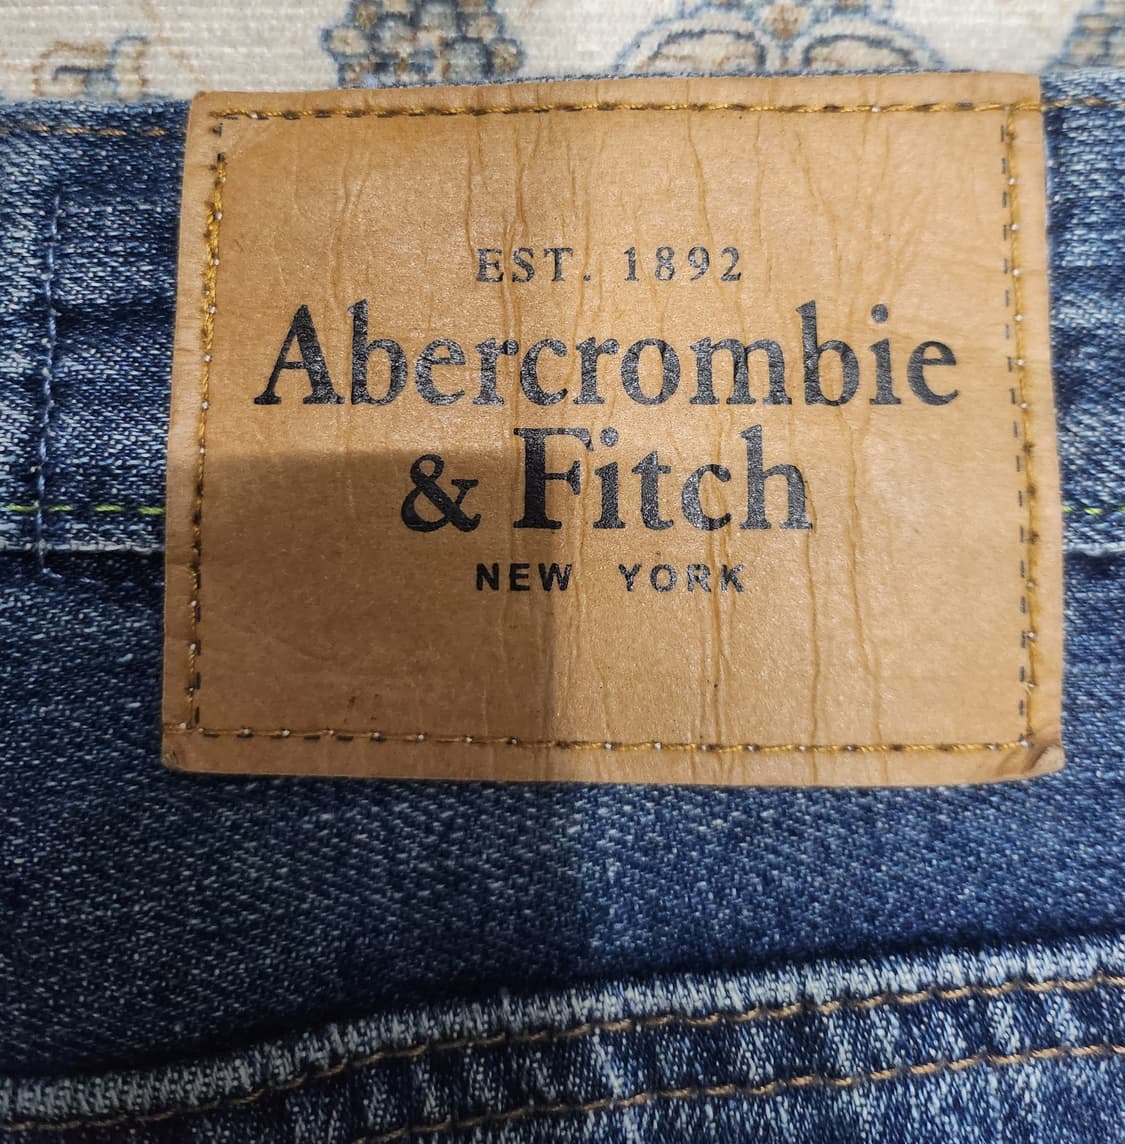 EST. 1892
Abercrombie
& Fitch
NEW YORK